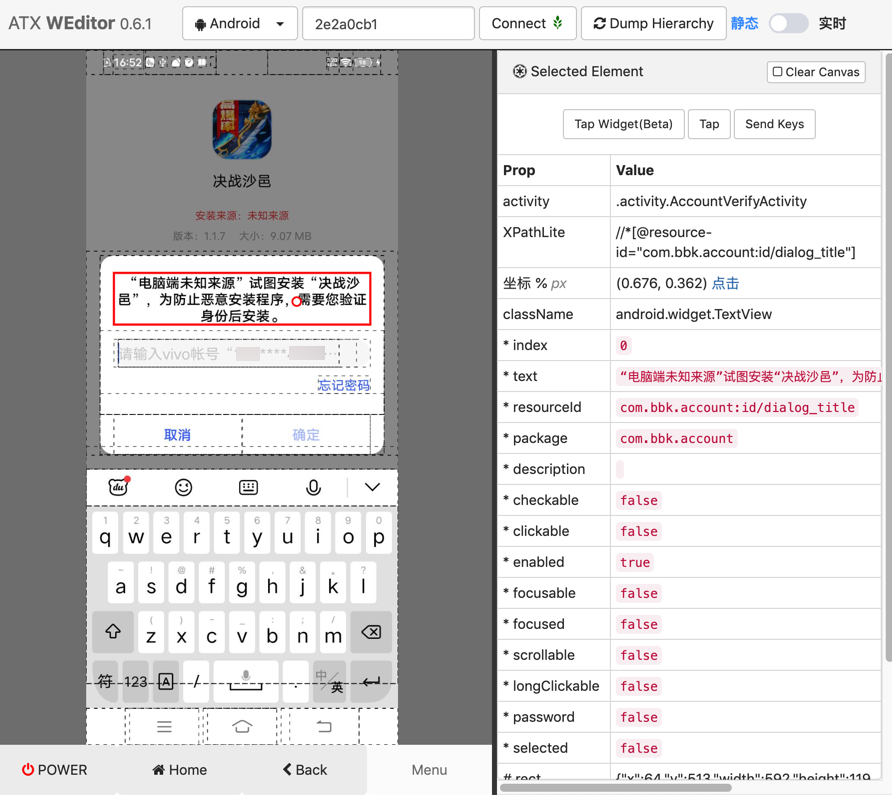 ATX WEditor 0.6.1
Android
2e2a0cb1
Connect
Dump Hierarchy
静态
实时
16:52
决战沙邑
安装来源：未知来源
版本：1.1.7 大小：9.07 MB
“电脑端未知来源”试图安装“决战沙
邑”，为防止恶意安装程序，需要您验证
身份后安装。
请输入vivo帐号“
****
忘记密码
取消
确定
du
1 2 3 4 5 6 7 8 9 0
q w e r t y u i o p
~ ! @ # % ' & * ?
a s d f g h j k l
( ) - _ : ; /
z x c v b n m
符 123 A / . 中/英
POWER
Home
Back
Menu
Selected Element
Clear Canvas
Tap Widget(Beta)
Tap
Send Keys
Prop Value
activity .activity.AccountVerifyActivity
XPathLite //*[@resource-
id="com.bbk.account:id/dialog_title"]
坐标 % px (0.676, 0.362) 点击
className android.widget.TextView
* index 0
* text “电脑端未知来源”试图安装“决战沙邑”，为防止
* resourceId com.bbk.account:id/dialog_title
* package com.bbk.account
* description
* checkable false
* clickable false
* enabled true
* focusable false
* focused false
* scrollable false
* longClickable false
* password false
* selected false
# rect {"x":64,"y":513,"width":592,"height":119